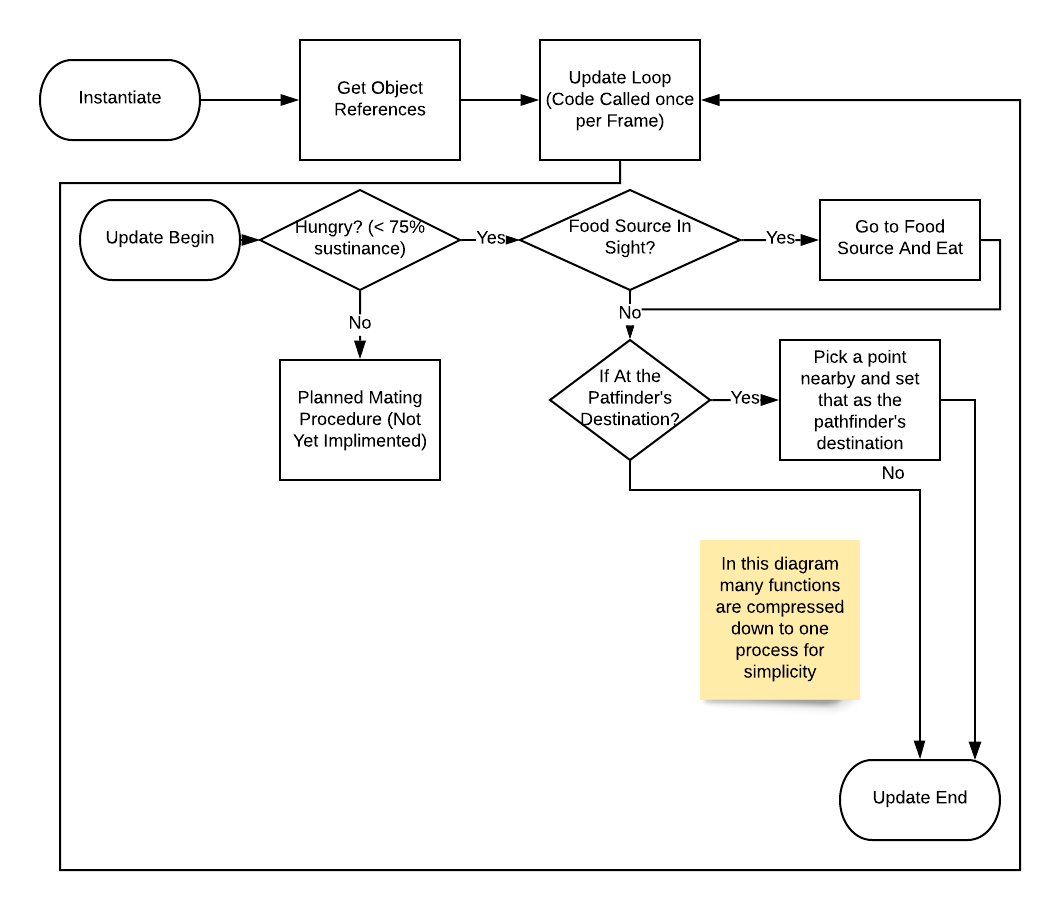 Instantiate
Get Object
References
Update Loop
(Code Called once
per Frame)
Update Begin
Hungry? (< 75%
sustinance)
Yes
Food Source In
Sight?
Yes
Go to Food
Source And Eat
No
No
Planned Mating
Procedure (Not
Yet Implimented)
If At the
Patfinder's
Destination?
Yes
Pick a point
nearby and set
that as the
pathfinder's
destination
No
In this diagram
many functions
are compressed
down to one
process for
simplicity
Update End